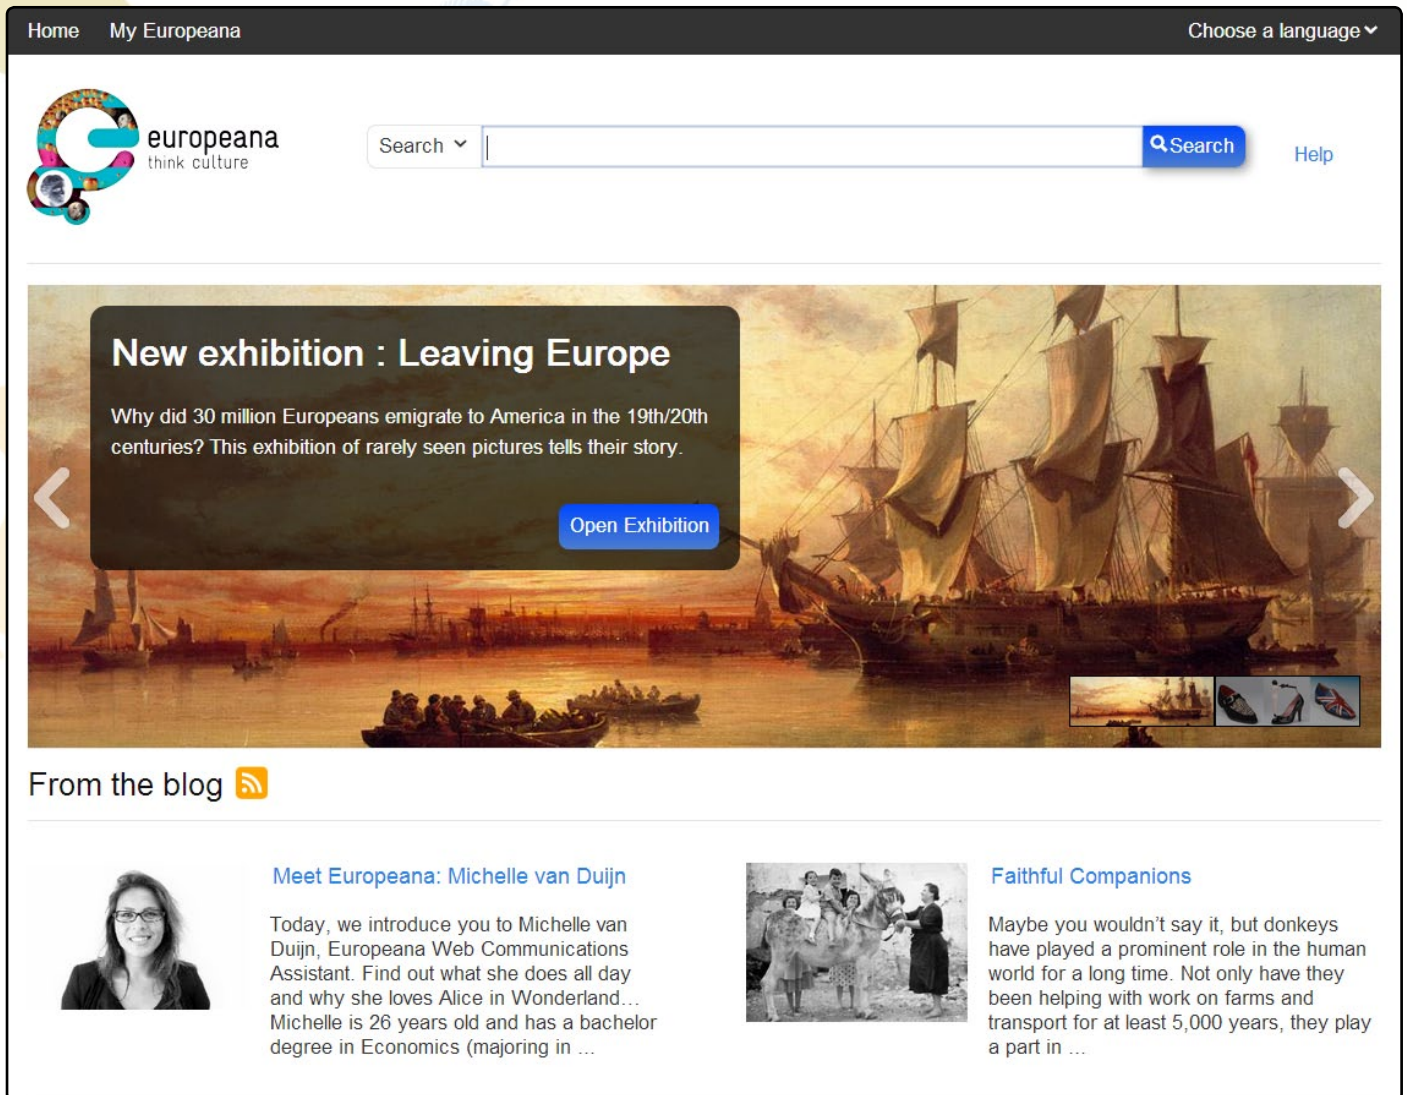 Home My Europeana Choose a language
europeana
think culture
Search Search Help
New exhibition : Leaving Europe
Why did 30 million Europeans emigrate to America in the 19th/20th
centuries? This exhibition of rarely seen pictures tells their story.
Open Exhibition
From the blog
Meet Europeana: Michelle van Duijn
Today, we introduce you to Michelle van
Duijn, Europeana Web Communications
Assistant. Find out what she does all day
and why she loves Alice in Wonderland…
Michelle is 26 years old and has a bachelor
degree in Economics (majoring in …
Faithful Companions
Maybe you wouldn’t say it, but donkeys
have played a prominent role in the human
world for a long time. Not only have they
been helping with work on farms and
transport for at least 5,000 years, they play
a part in …